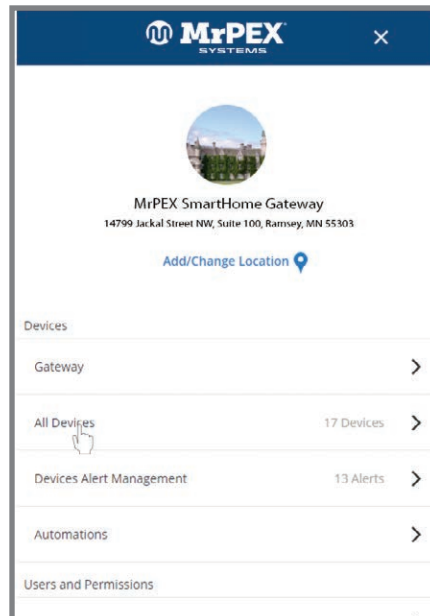 MrPEX
SYSTEMS
MrPEX SmartHome Gateway
14799 Jackal Street NW, Suite 100, Ramsey, MN 55303
Add/Change Location
Devices
Gateway
All Devices 17 Devices
Devices Alert Management 13 Alerts
Automations
Users and Permissions